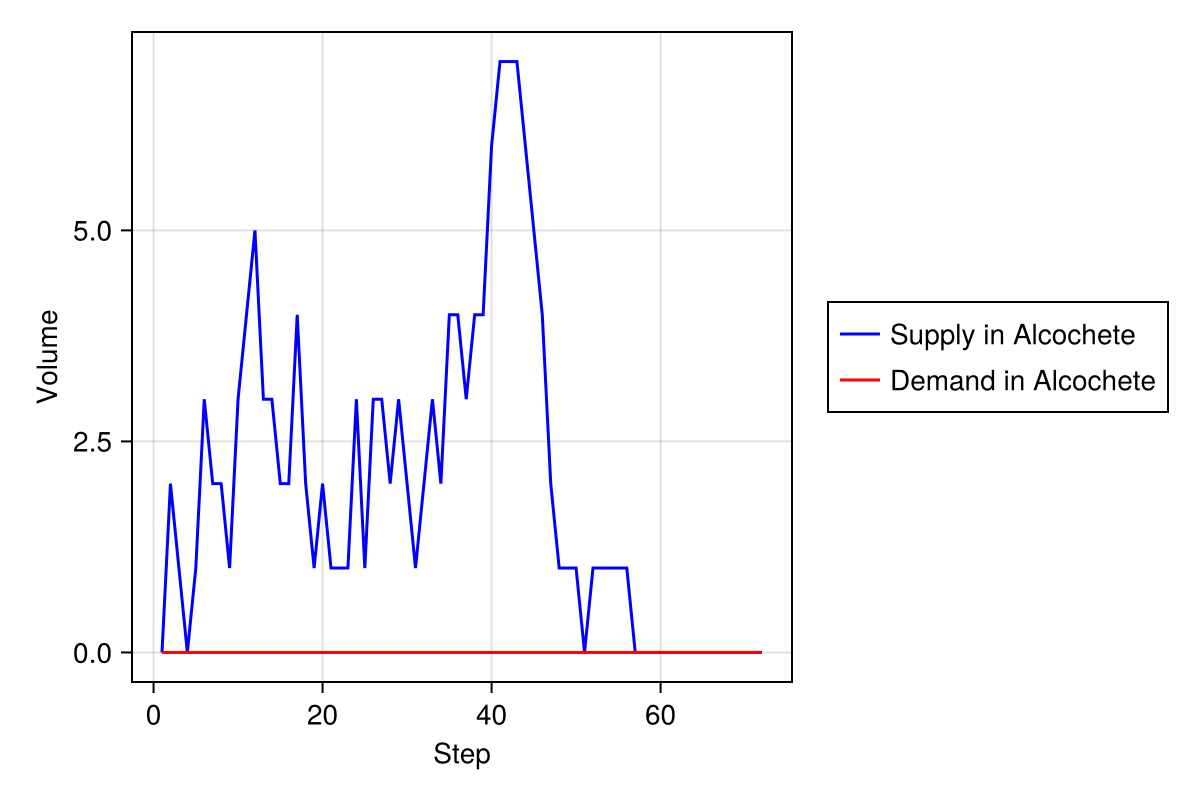 5.0
2.5
0.0
Volume
0 20 40 60
Step
Supply in Alcochete
Demand in Alcochete